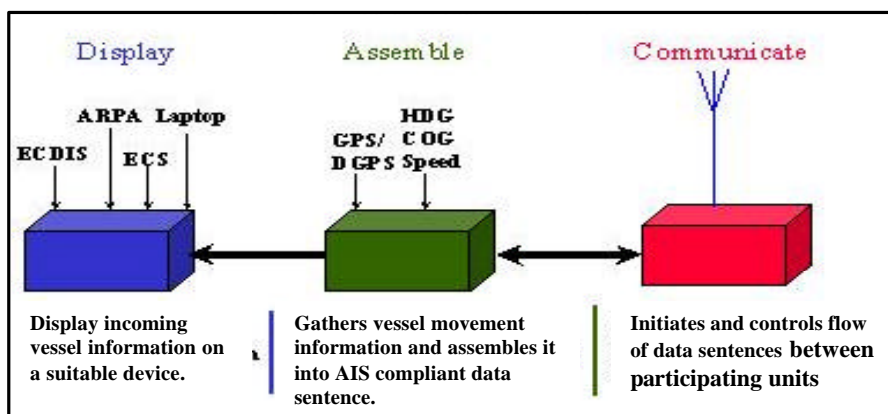 Display
Assemble
Communicate
ARPA Laptop
ECDIS
ECS
GPS/
DGPS
HDG
COG
Speed
Display incoming
vessel information on
a suitable device.
Gathers vessel movement
information and assembles it
into AIS compliant data
sentence.
Initiates and controls flow
of data sentences between
participating units